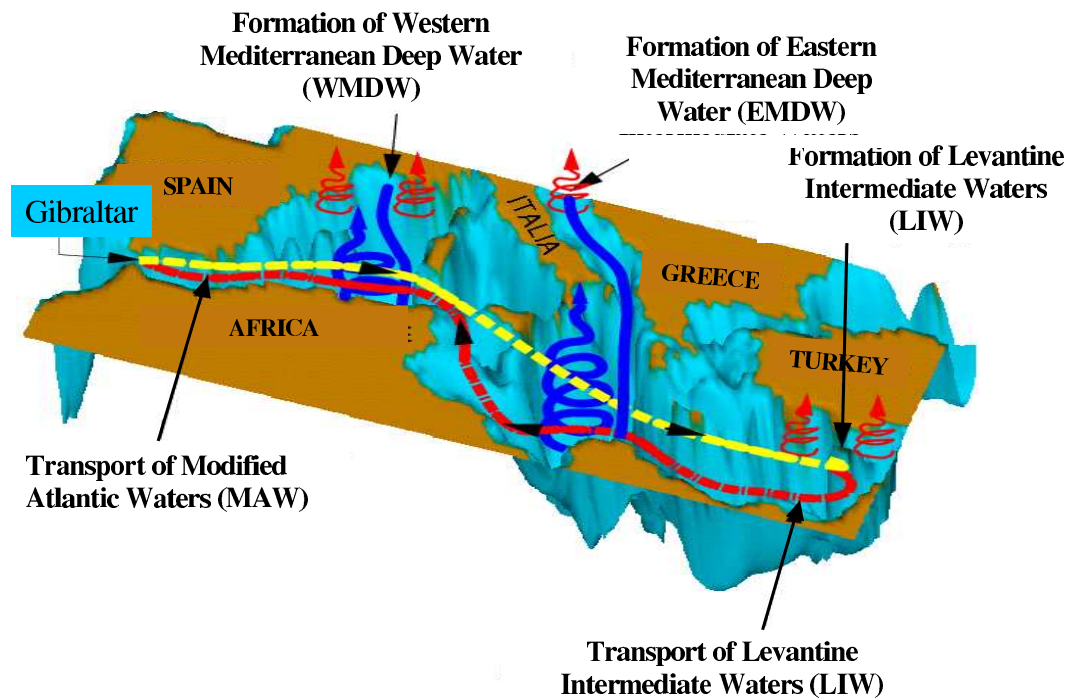 Formation of Western
Mediterranean Deep Water
(WMDW)
Formation of Eastern
Mediterranean Deep
Water (EMDW)
Formation of Levantine
Intermediate Waters
(LIW)
SPAIN
Gibraltar
ITALIA
GREECE
AFRICA
...
TURKEY
Transport of Modified
Atlantic Waters (MAW)
Transport of Levantine
Intermediate Waters (LIW)